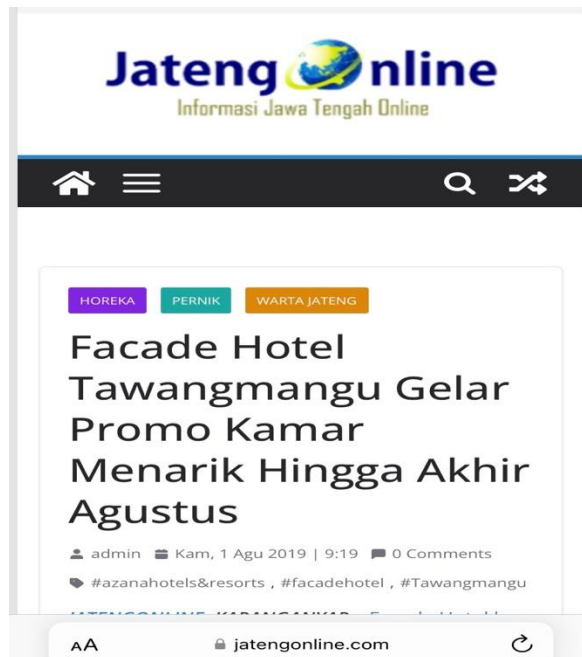 Jateng Online
Informasi Jawa Tengah Online
HOREKA PERNIK WARTA JATENG
Facade Hotel
Tawangmangu Gelar
Promo Kamar
Menarik Hingga Akhir
Agustus
admin Kam, 1 Agu 2019 | 9:19 0 Comments
#azanahotels&resorts , #facadehotel , #Tawangmangu
AA jatengonline.com